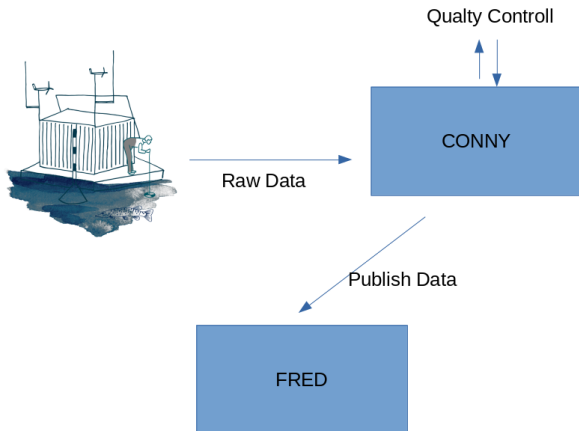 Qualty Controll
CONNY
Raw Data
Publish Data
FRED